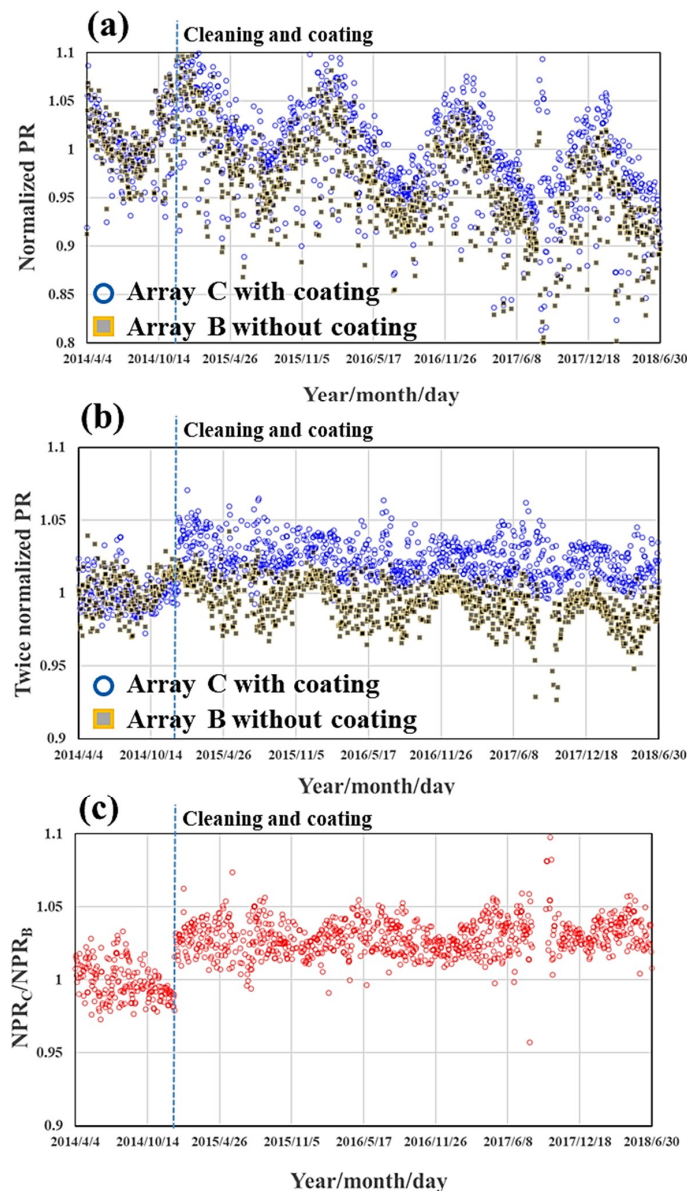 (a)
Cleaning and coating
1.1
1.05
1
0.95
0.9
0.85
0.8
Normalized PR
Array C with coating
Array B without coating
2014/4/4 2014/10/14 2015/4/26 2015/11/5 2016/5/17 2016/11/26 2017/6/8 2017/12/18 2018/6/30
Year/month/day
(b)
Cleaning and coating
1.1
1.05
1
0.95
0.9
Twice normalized PR
Array C with coating
Array B without coating
2014/4/4 2014/10/14 2015/4/26 2015/11/5 2016/5/17 2016/11/26 2017/6/8 2017/12/18 2018/6/30
Year/month/day
(c)
Cleaning and coating
1.1
1.05
1
0.95
0.9
NPR_C/NPR_B
2014/4/4 2014/10/14 2015/4/26 2015/11/5 2016/5/17 2016/11/26 2017/6/8 2017/12/18 2018/6/30
Year/month/day